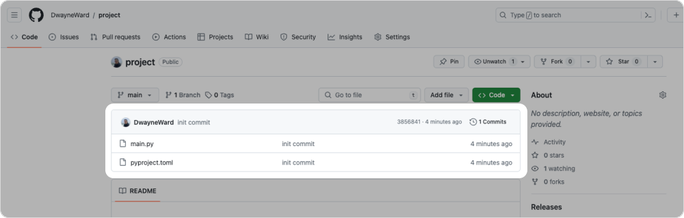 DwayneWard / project
Type / to search
Code Issues Pull requests Actions Projects Wiki Security Insights Settings
project Public Pin Unwatch 1 Fork 0 Star 0
main 1 Branch 0 Tags Go to file t Add file Code
About
DwayneWard init commit 3856841 · 4 minutes ago 1 Commits
No description, website, or topics provided.
main.py init commit 4 minutes ago
Activity
0 stars
pyproject.toml init commit 4 minutes ago
1 watching
0 forks
README
Releases